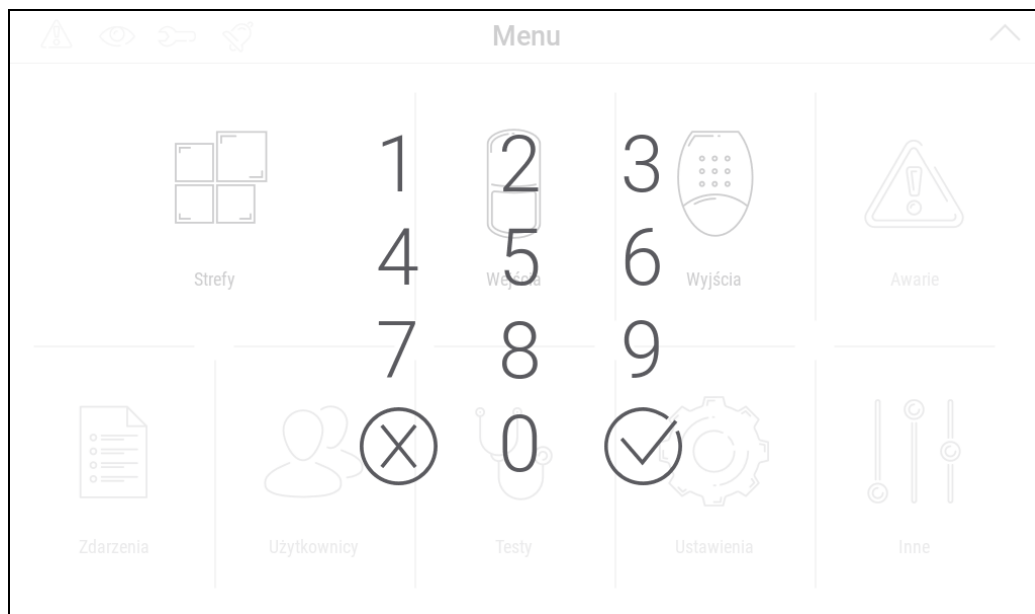 Menu
1 2 3
4 5 6
Strefy Wejścia Wyjścia Awarie
7 8 9
0
Zdarzenia Użytkownicy Testy Ustawienia Inne